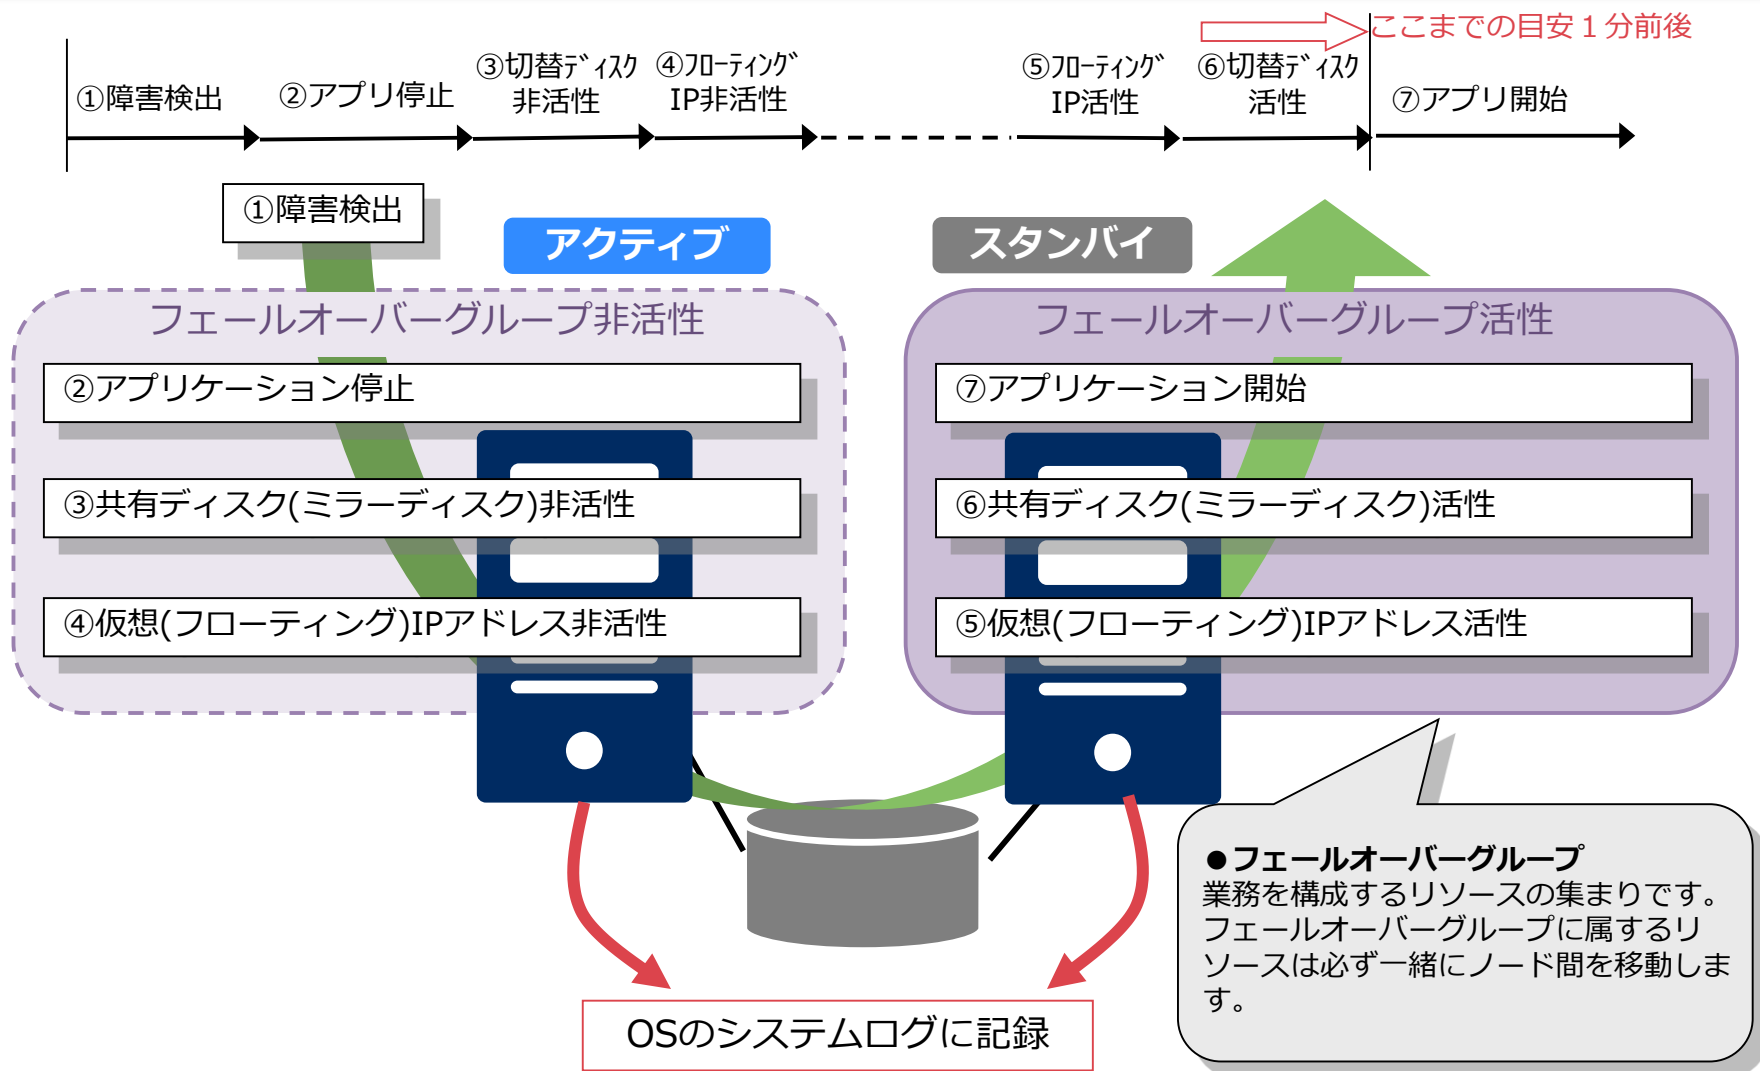 ここまでの目安１分前後
①障害検出
②アプリ停止
③切替ﾃﾞｨｽｸ
非活性
④ﾌﾛｰﾃｨﾝｸﾞ
IP非活性
⑤ﾌﾛｰﾃｨﾝｸﾞ
IP活性
⑥切替ﾃﾞｨｽｸ
活性
⑦アプリ開始
①障害検出
アクティブ
スタンバイ
フェールオーバーグループ非活性
②アプリケーション停止
③共有ディスク(ミラーディスク)非活性
④仮想(フローティング)IPアドレス非活性
フェールオーバーグループ活性
⑦アプリケーション開始
⑥共有ディスク(ミラーディスク)活性
⑤仮想(フローティング)IPアドレス活性
●フェールオーバーグループ
業務を構成するリソースの集まりです。
フェールオーバーグループに属するリ
ソースは必ず一緒にノード間を移動しま
す。
OSのシステムログに記録